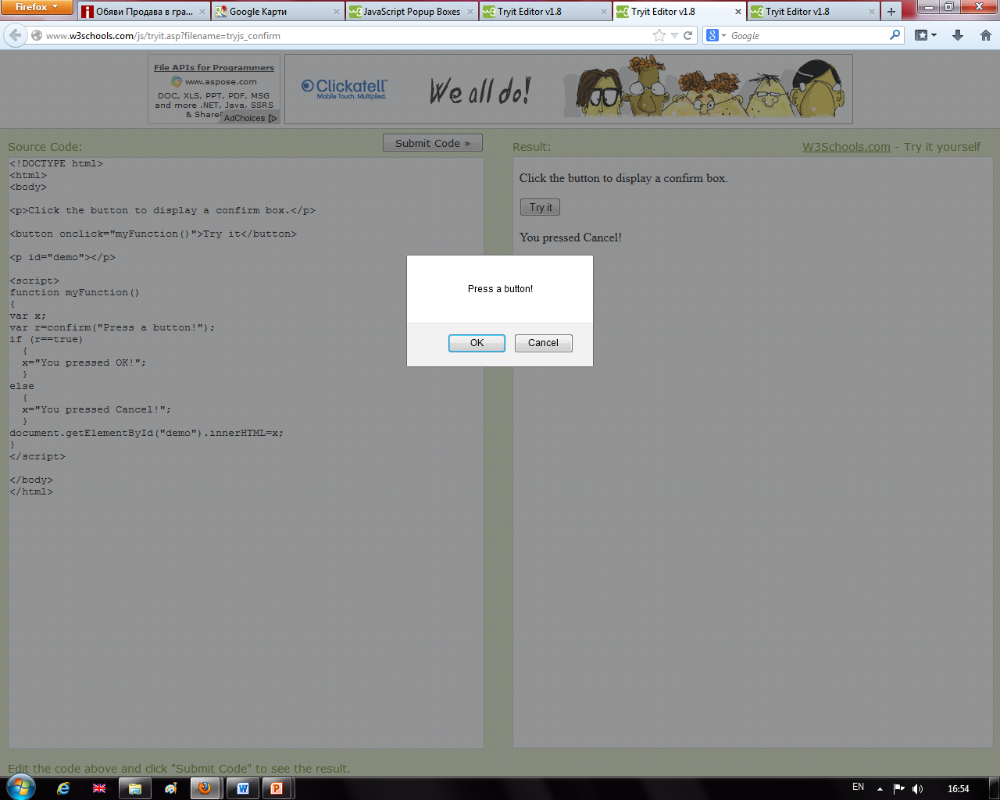 Firefox
Обяви Продава в гра...
Google Карти
JavaScript Popup Boxes
Tryit Editor v1.8
Tryit Editor v1.8
Tryit Editor v1.8
www.w3schools.com/js/tryit.asp?filename=tryjs_confirm
Google
File APIs for Programmers
www.aspose.com
DOC, XLS, PPT, PDF, MSG
and more .NET, Java, SSRS
& Share
AdChoices
Clickatell
Mobile Touch. Multiplied.
We all do!
Source Code:
Submit Code »
Result:
W3Schools.com - Try it yourself
<!DOCTYPE html>
<html>
<body>
<p>Click the button to display a confirm box.</p>
<button onclick="myFunction()">Try it</button>
<p id="demo"></p>
<script>
function myFunction()
{
var x;
var r=confirm("Press a button!");
if (r==true)
  {
  x="You pressed OK!";
  }
else
  {
  x="You pressed Cancel!";
  }
document.getElementById("demo").innerHTML=x;
}
</script>
</body>
</html>
Click the button to display a confirm box.
Try it
You pressed Cancel!
Press a button!
OK
Cancel
Edit the code above and click "Submit Code" to see the result.
EN
16:54